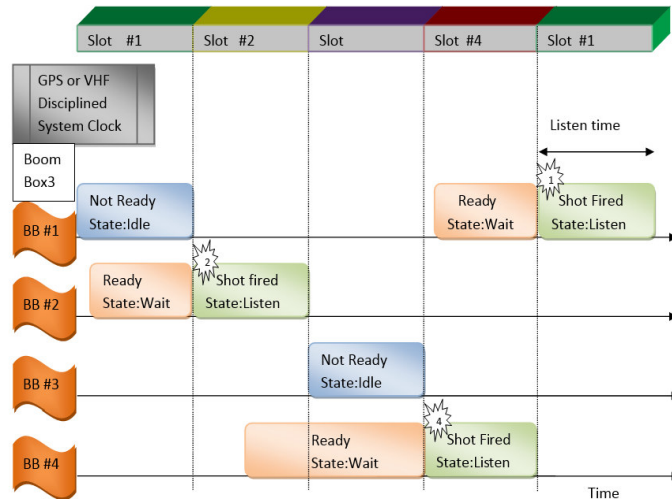 Slot #1
Slot #2
Slot
Slot #4
Slot #1
GPS or VHF
Disciplined
System Clock
Listen time
Boom
Box3
1
Not Ready
State:Idle
Ready
State:Wait
Shot Fired
State:Listen
BB #1
2
Ready
State:Wait
Shot fired
State:Listen
BB #2
Not Ready
State:Idle
BB #3
4
Ready
State:Wait
Shot Fired
State:Listen
BB #4
Time